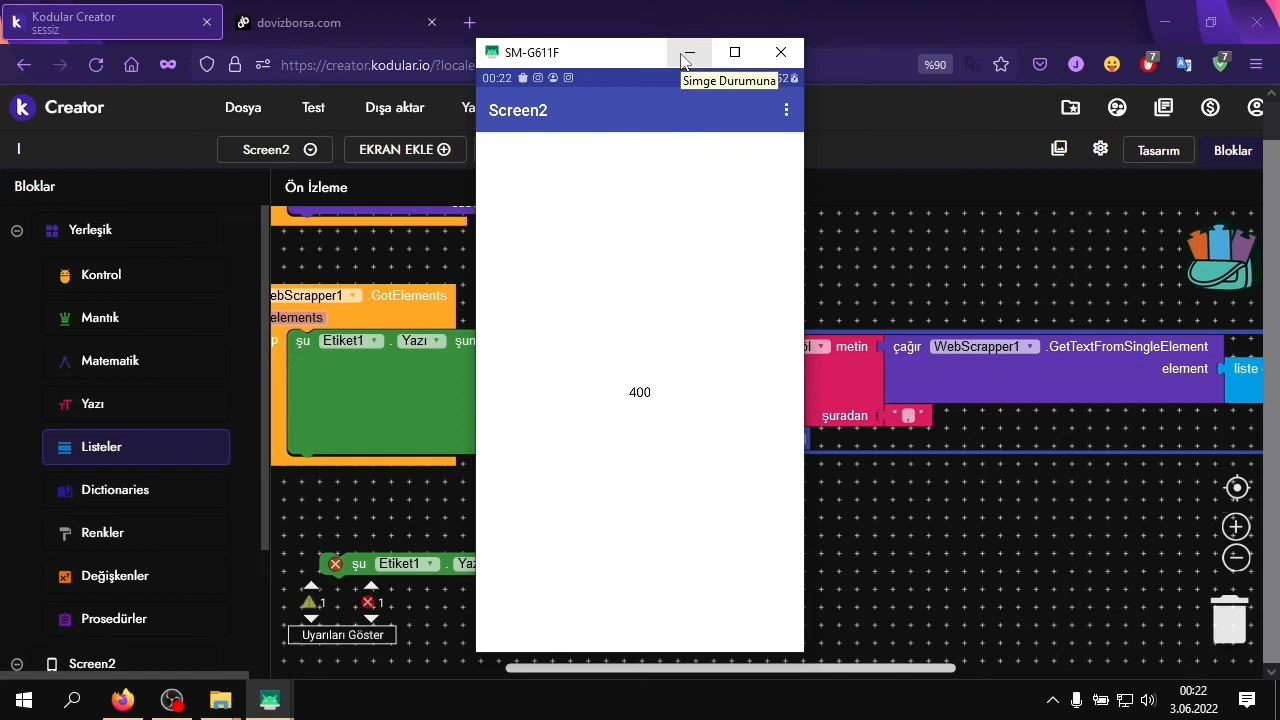 Kodular Creator
SESSİZ
dovizborsa.com
https://creator.kodular.io/?locale
%90
7
7
Creator
Dosya
Test
Dışa aktar
I
Screen2
EKRAN EKLE
Tasarım
Bloklar
Bloklar
Ön İzleme
Yerleşik
Kontrol
Mantık
Matematik
Yazı
Listeler
Dictionaries
Renkler
Değişkenler
Prosedürler
Screen2
ebScrapper1 .GotElements
elements
şu Etiket1 . Yazı
şu Etiket1
1
1
Uyarıları Göster
SM-G611F
Simge Durumuna
00:22
Screen2
400
metin
çağır WebScrapper1 .GetTextFromSingleElement
element
liste
şuradan
“ , ”
00:22
3.06.2022